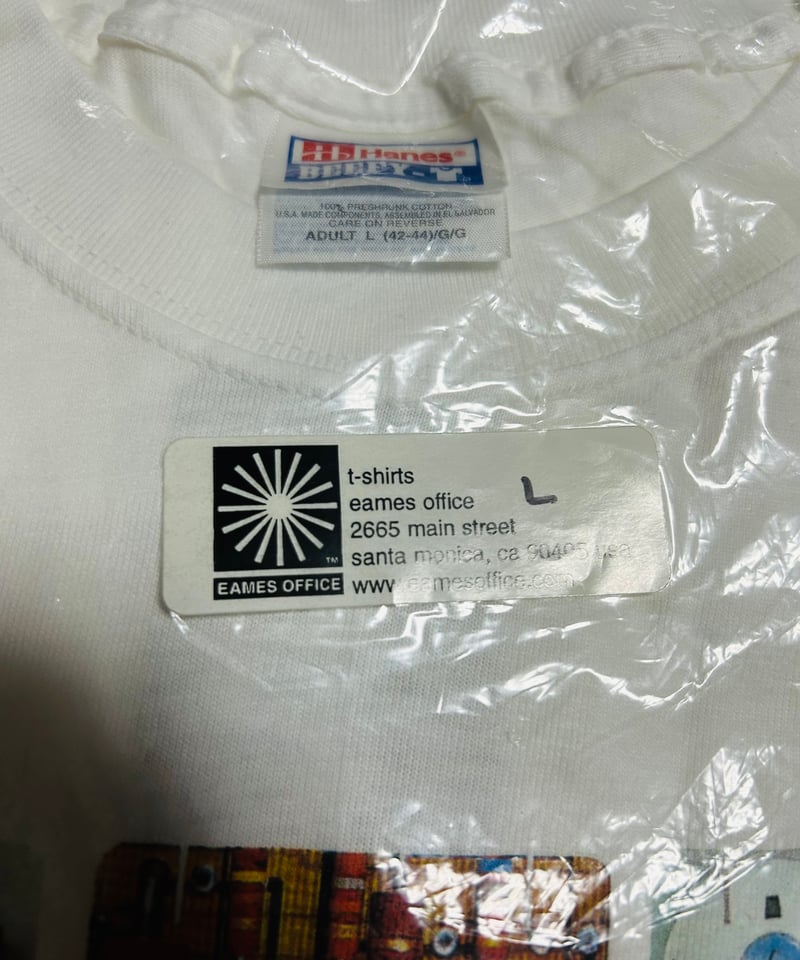 Hanes®
BEEFY-T®
100% PRESHRUNK COTTON
U.S.A. MADE COMPONENTS, ASSEMBLED IN EL SALVADOR
CARE ON REVERSE
ADULT L (42-44)/G/G
t-shirts
eames office L
2665 main street
santa monica, ca 90405 usa
www.eamesoffice.com
TM
EAMES OFFICE